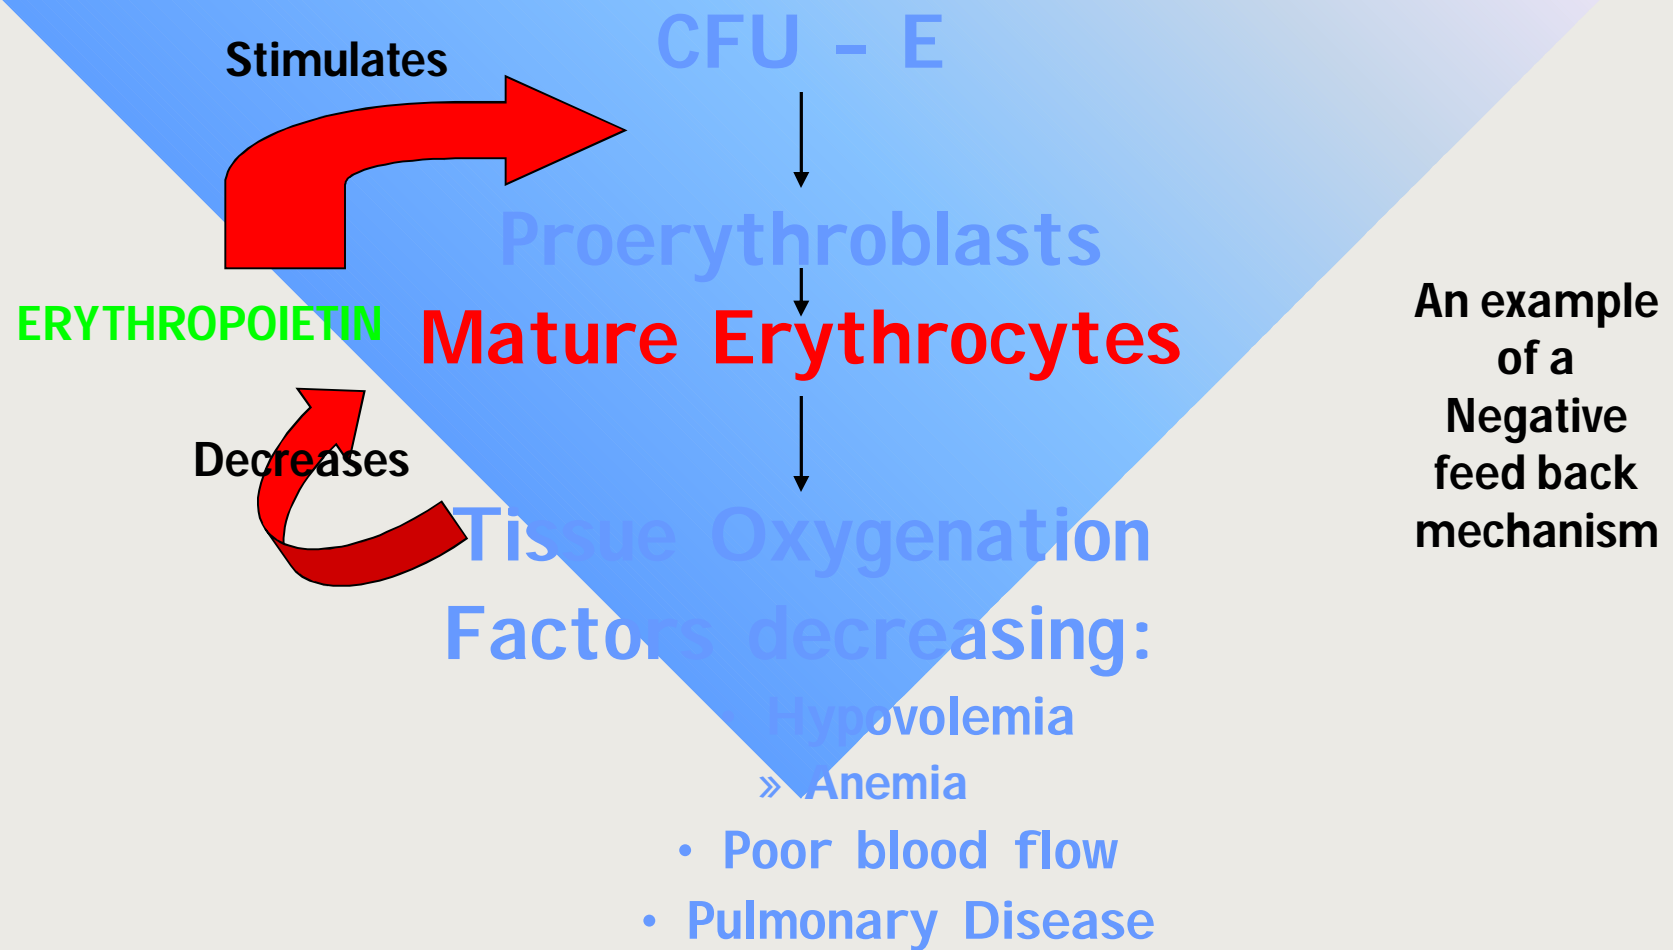 Stimulates
CFU – E
Proerythroblasts
ERYTHROPOIETIN
Mature Erythrocytes
Decreases
Tissue Oxygenation
Factors decreasing:
• Hypovolemia
» Anemia
• Poor blood flow
• Pulmonary Disease
An example
of a
Negative
feed back
mechanism